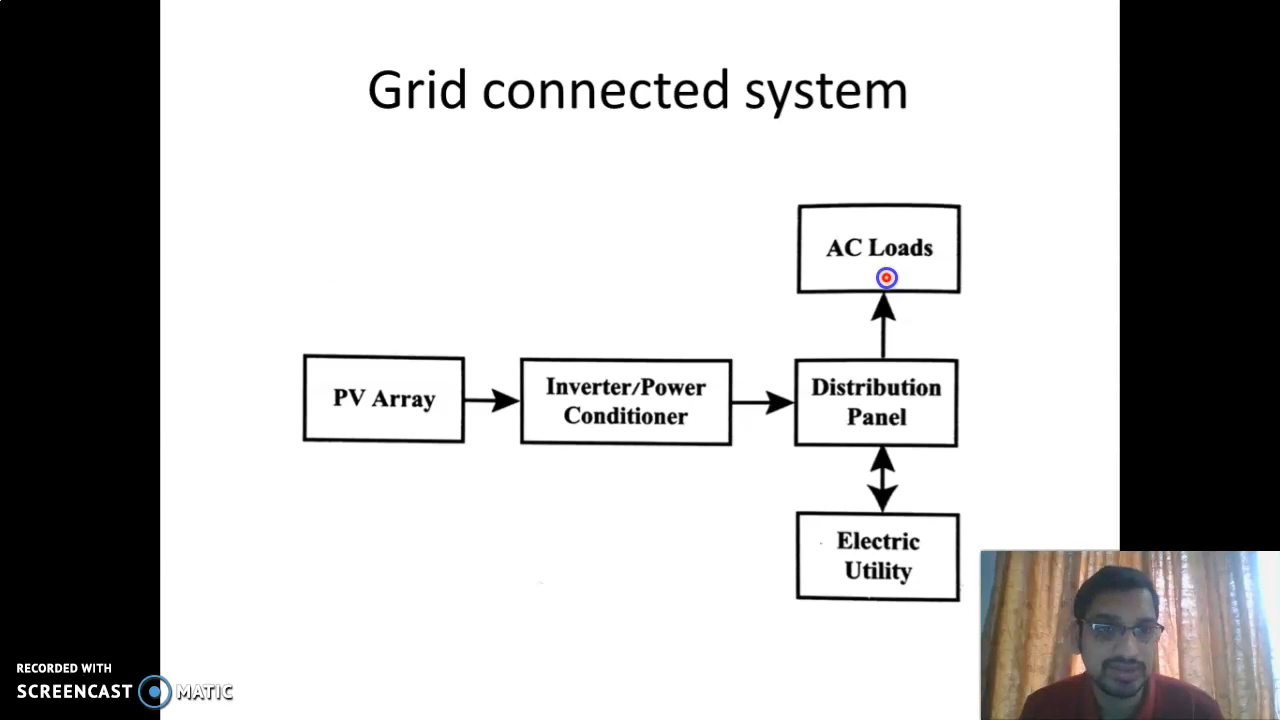 Grid connected system
AC Loads
PV Array
Inverter/Power
Conditioner
Distribution
Panel
Electric
Utility
RECORDED WITH
SCREENCAST MATIC